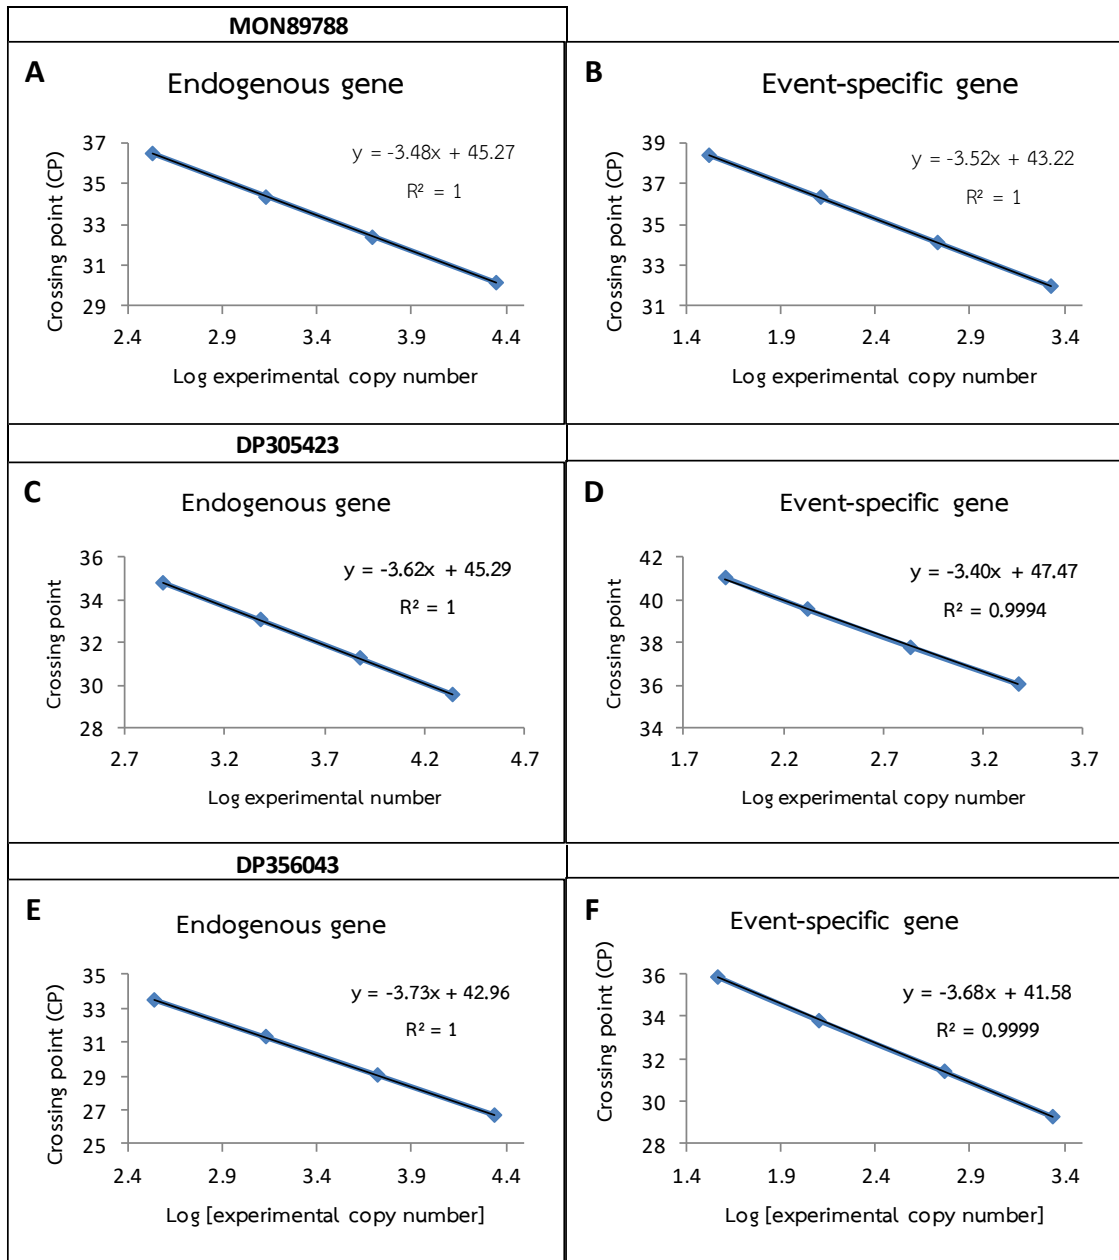 MON89788
A
Endogenous gene
y = -3.48x + 45.27
R² = 1
Crossing point (CP)
37
35
33
31
29
2.4 2.9 3.4 3.9 4.4
Log experimental copy number
B
Event-specific gene
y = -3.52x + 43.22
R² = 1
Crossing point (CP)
39
37
35
33
31
1.4 1.9 2.4 2.9 3.4
Log experimental copy number
DP305423
C
Endogenous gene
y = -3.62x + 45.29
R² = 1
Crossing point
36
34
32
30
28
2.7 3.2 3.7 4.2 4.7
Log experimental number
D
Event-specific gene
y = -3.40x + 47.47
R² = 0.9994
Crossing point
42
40
38
36
34
1.7 2.2 2.7 3.2 3.7
Log experimental copy number
DP356043
E
Endogenous gene
y = -3.73x + 42.96
R² = 1
Crossing point (CP)
35
33
31
29
27
25
2.4 2.9 3.4 3.9 4.4
Log [experimental copy number]
F
Event-specific gene
y = -3.68x + 41.58
R² = 0.9999
Crossing point (CP)
36
34
32
30
28
1.4 1.9 2.4 2.9 3.4
Log [experimental copy number]